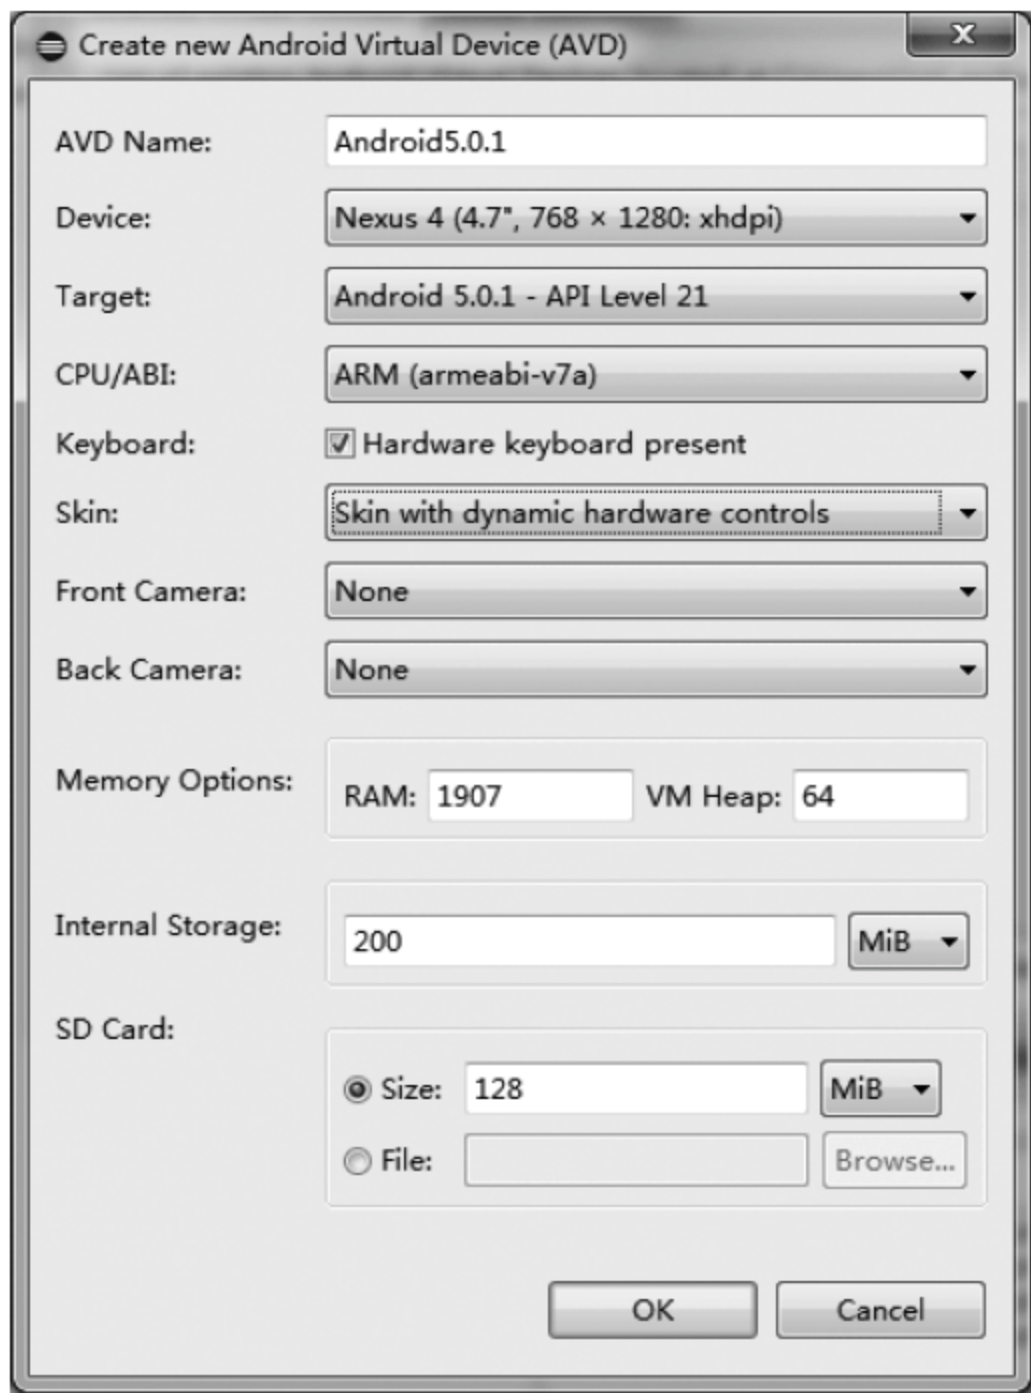 Create new Android Virtual Device (AVD)
AVD Name: Android5.0.1
Device: Nexus 4 (4.7", 768 × 1280: xhdpi)
Target: Android 5.0.1 - API Level 21
CPU/ABI: ARM (armeabi-v7a)
Keyboard: Hardware keyboard present
Skin: Skin with dynamic hardware controls
Front Camera: None
Back Camera: None
Memory Options: RAM: 1907 VM Heap: 64
Internal Storage: 200 MiB
SD Card:
Size: 128 MiB
File: Browse...
OK Cancel